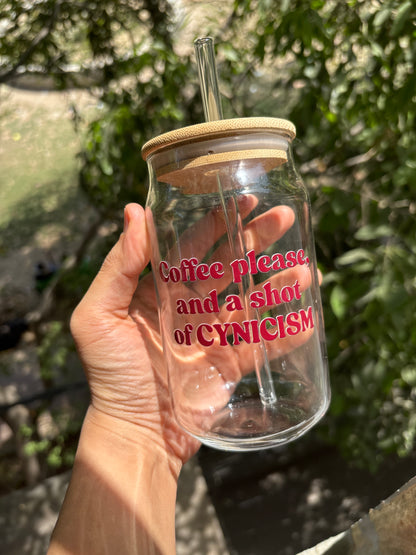 Coffee please,
and a shot
of CYNICISM